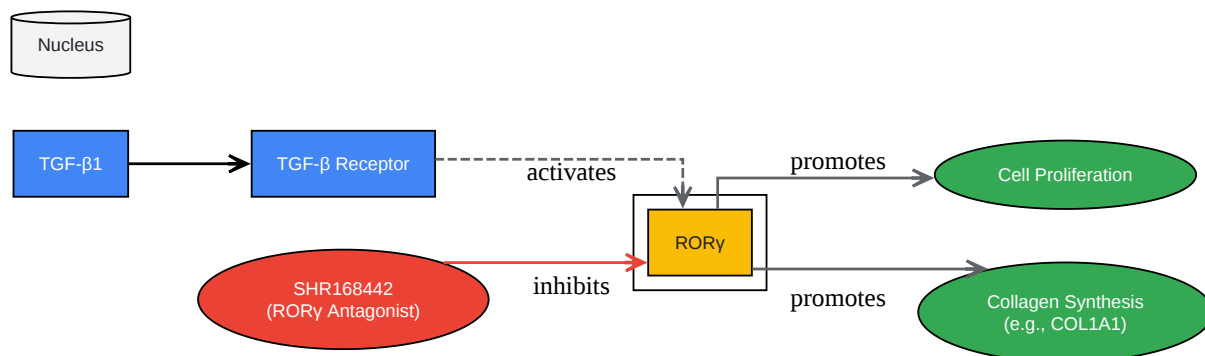 Nucleus
TGF-β1
TGF-β Receptor
activates
promotes
Cell Proliferation
RORγ
SHR168442
(RORγ Antagonist)
inhibits
promotes
Collagen Synthesis
(e.g., COL1A1)